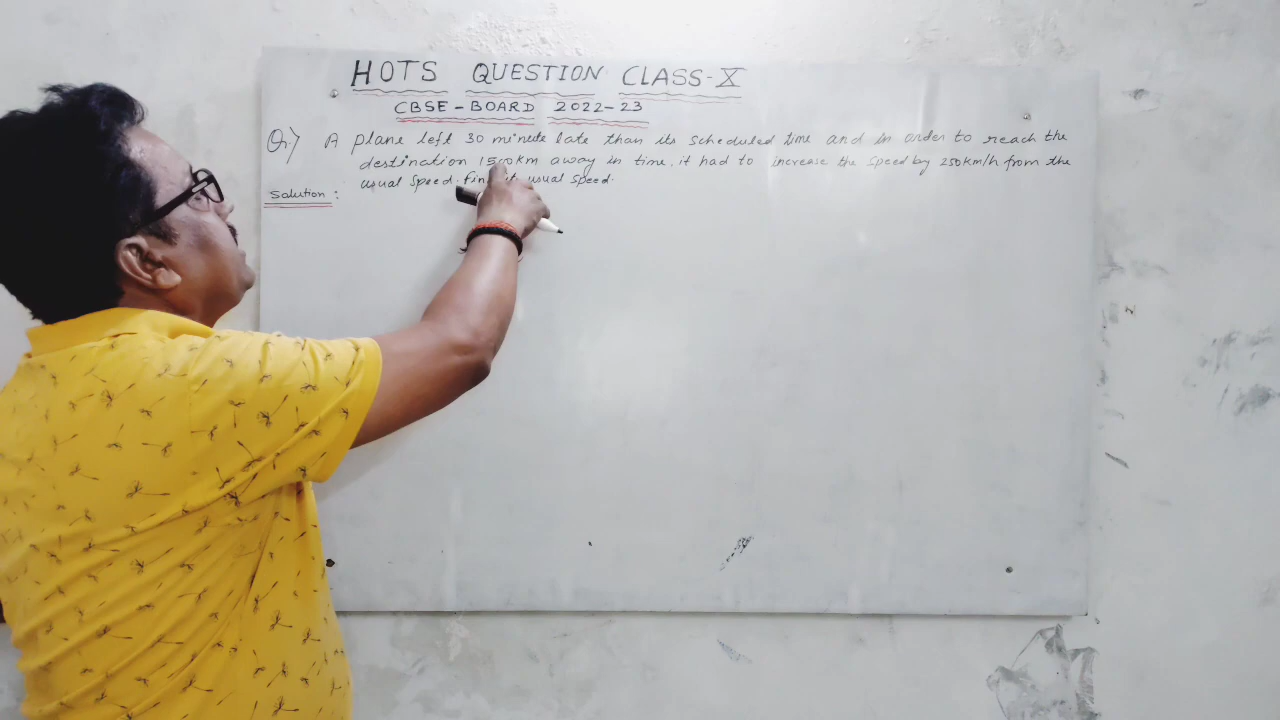 HOTS QUESTION CLASS-X
CBSE-BOARD 2022-23
Qn.) A plane left 30 minute late than its scheduled time and in order to reach the
destination 1500km away in time. it had to increase the speed by 250km/h from the
usual speed. usual speed.
Solution: